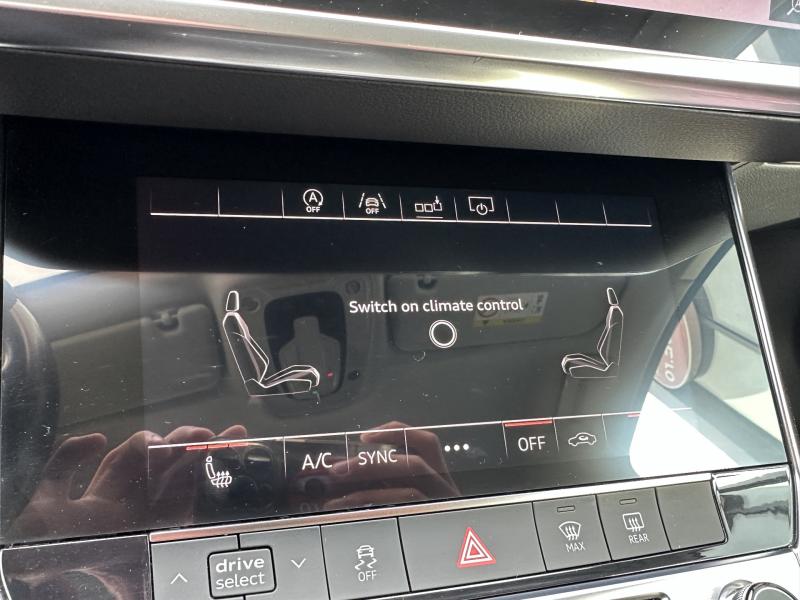 A
OFF
OFF
Switch on climate control
A/C
SYNC
•••
OFF
drive
select
OFF
MAX
REAR